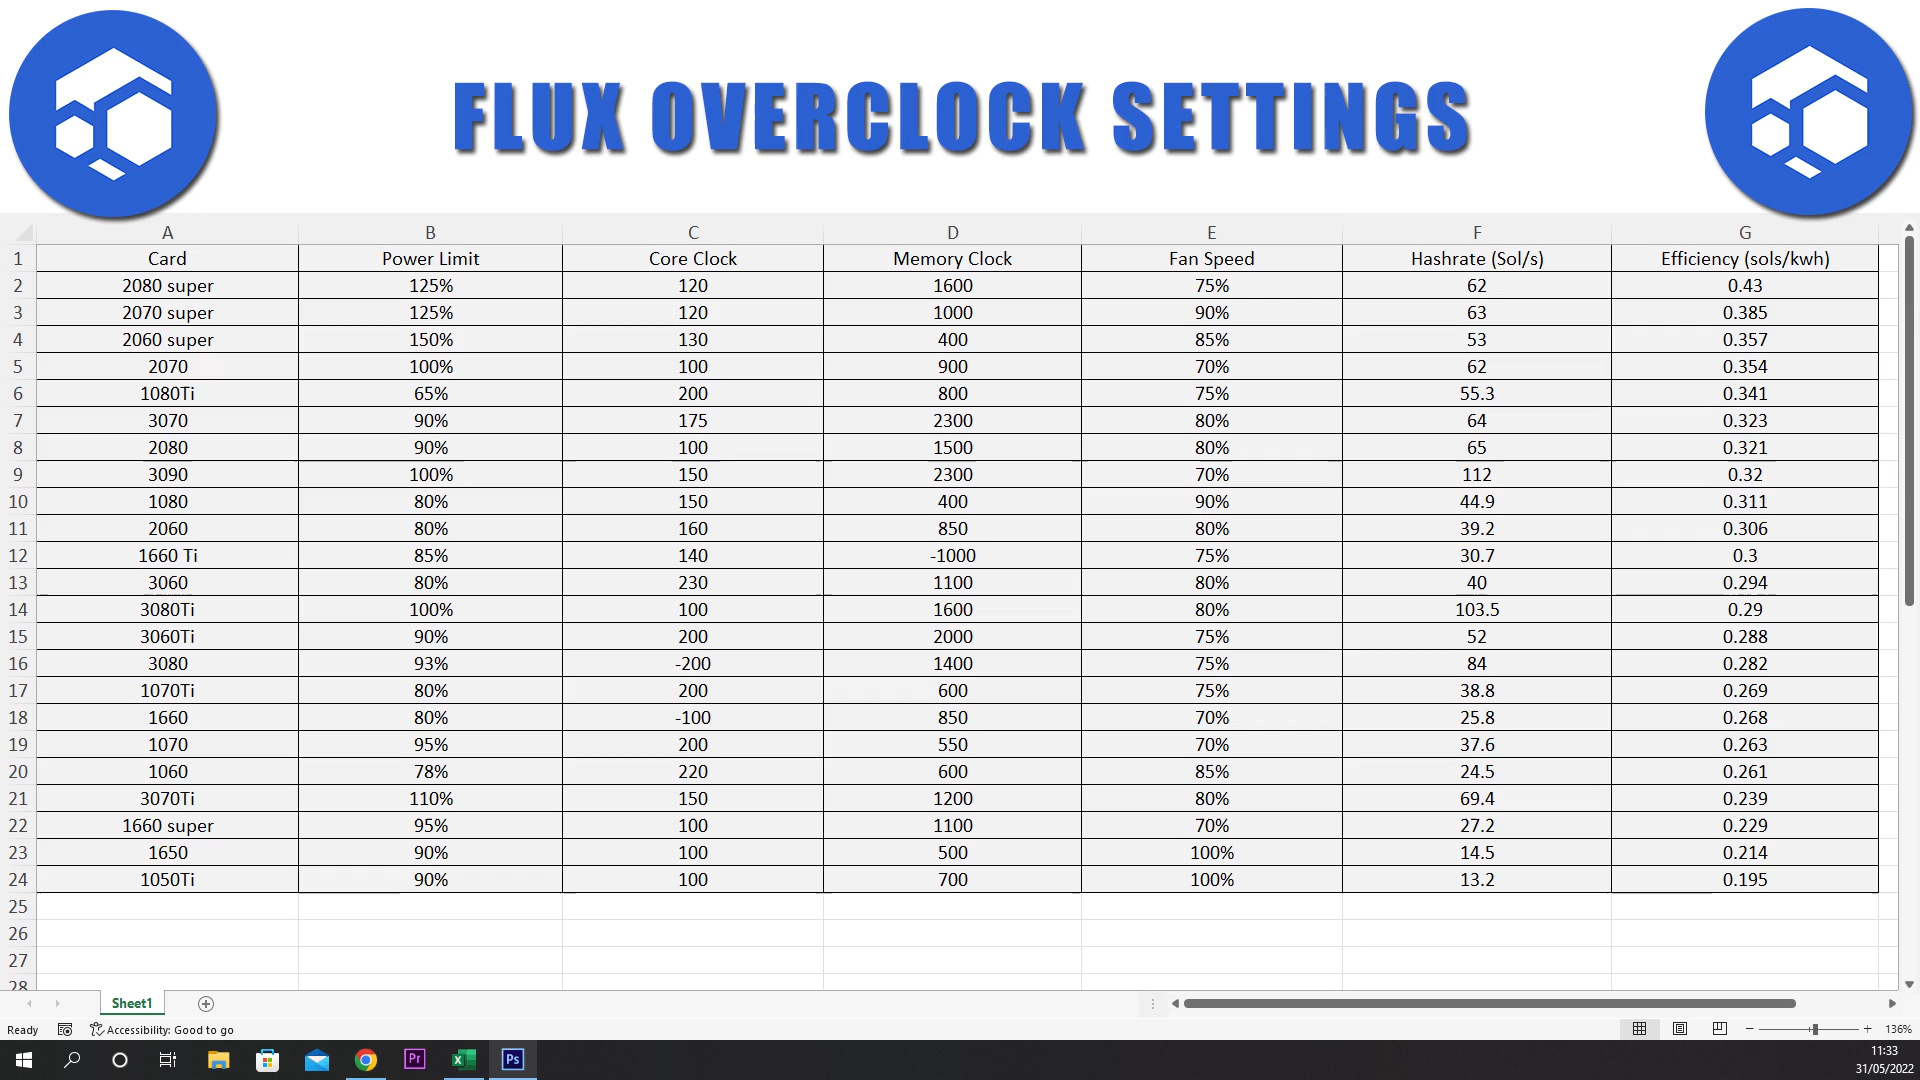 FLUX OVERCLOCK SETTINGS
A B C D E F G
1 Card Power Limit Core Clock Memory Clock Fan Speed Hashrate (Sol/s) Efficiency (sols/kwh)
2 2080 super 125% 120 1600 75% 62 0.43
3 2070 super 125% 120 1000 90% 63 0.385
4 2060 super 150% 130 400 85% 53 0.357
5 2070 100% 100 900 70% 62 0.354
6 1080Ti 65% 200 800 75% 55.3 0.341
7 3070 90% 175 2300 80% 64 0.323
8 2080 90% 100 1500 80% 65 0.321
9 3090 100% 150 2300 70% 112 0.32
10 1080 80% 150 400 90% 44.9 0.311
11 2060 80% 160 850 80% 39.2 0.306
12 1660 Ti 85% 140 -1000 75% 30.7 0.3
13 3060 80% 230 1100 80% 40 0.294
14 3080Ti 100% 100 1600 80% 103.5 0.29
15 3060Ti 90% 200 2000 75% 52 0.288
16 3080 93% -200 1400 75% 84 0.282
17 1070Ti 80% 200 600 75% 38.8 0.269
18 1660 80% -100 850 70% 25.8 0.268
19 1070 95% 200 550 70% 37.6 0.263
20 1060 78% 220 600 85% 24.5 0.261
21 3070Ti 110% 150 1200 80% 69.4 0.239
22 1660 super 95% 100 1100 70% 27.2 0.229
23 1650 90% 100 500 100% 14.5 0.214
24 1050Ti 90% 100 700 100% 13.2 0.195
25
26
27
28
Sheet1
Ready Accessibility: Good to go 136%
Pr Ps
11:33
31/05/2022